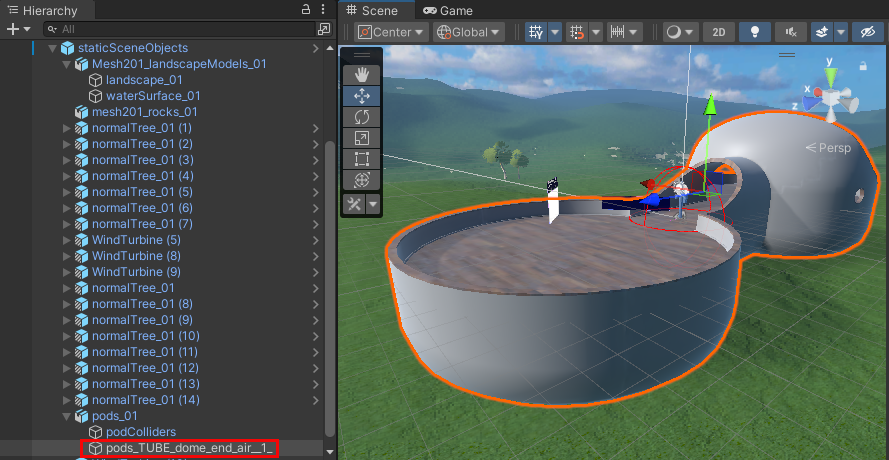 Hierarchy
All
staticSceneObjects
Mesh201_landscapeModels_01
landscape_01
waterSurface_01
mesh201_rocks_01
normalTree_01 (1)
normalTree_01 (2)
normalTree_01 (3)
normalTree_01 (4)
normalTree_01 (5)
normalTree_01 (6)
normalTree_01 (7)
WindTurbine (5)
WindTurbine (8)
WindTurbine (9)
normalTree_01
normalTree_01 (8)
normalTree_01 (9)
normalTree_01 (10)
normalTree_01 (11)
normalTree_01 (12)
normalTree_01 (13)
normalTree_01 (14)
pods_01
podColliders
pods_TUBE_dome_end_air__1_
Scene Game
Center Global 2D
y
x
z
Persp